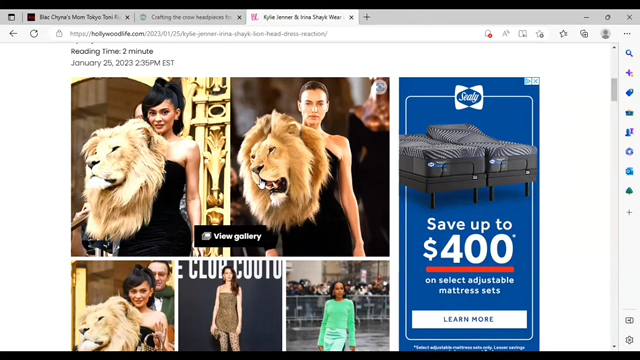 Blac Chyna's Mom Tokyo Toni
Crafting the crow headpieces for
Kylie Jenner & Irina Shayk Wear
https://hollywoodlife.com/2023/01/25/kylie-jenner-irina-shayk-lion-head-dress-reaction/
Reading Time: 2 minute
January 25, 2023 2:35PM EST
View gallery
Sealy
Save up to
$400*
on select adjustable
mattress sets
LEARN MORE
*Select adjustable mattress sets only. Lesser savings